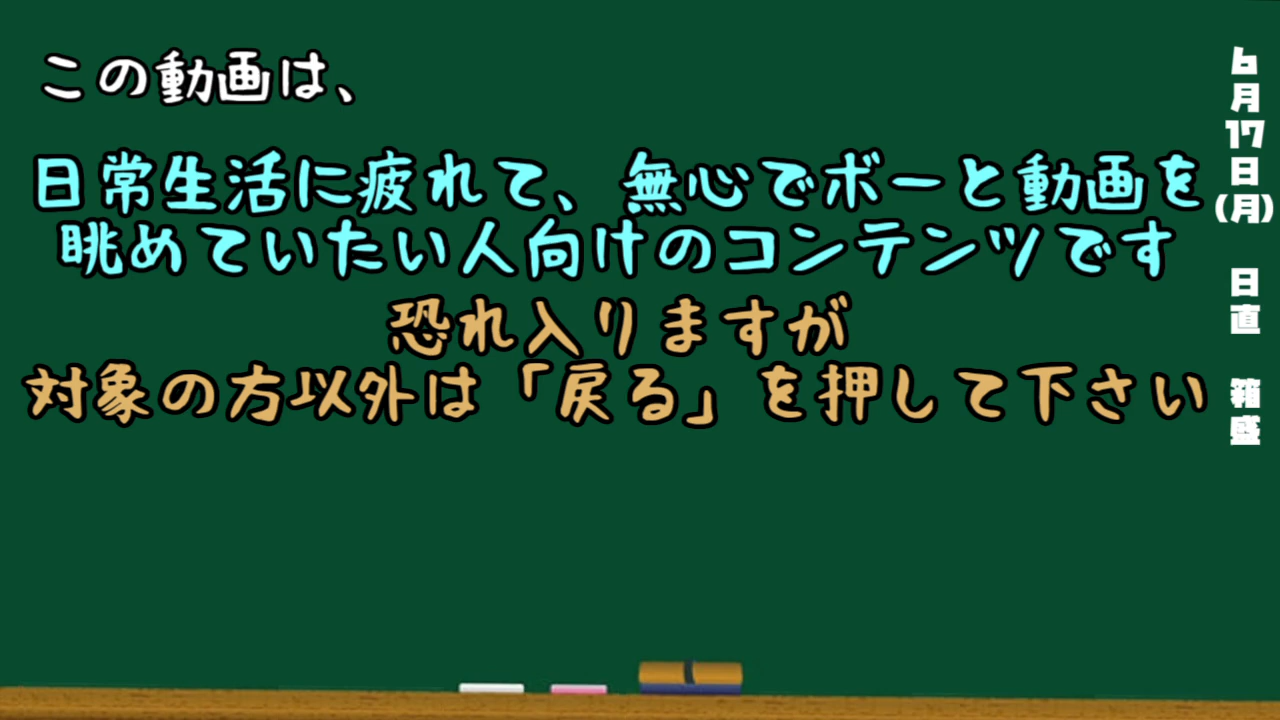 この動画は、
日常生活に疲れて、無心でボーと動画を
眺めていたい人向けのコンテンツです
恐れ入りますが
対象の方以外は「戻る」を押して下さい
6月17日(月) 日直 箱盛